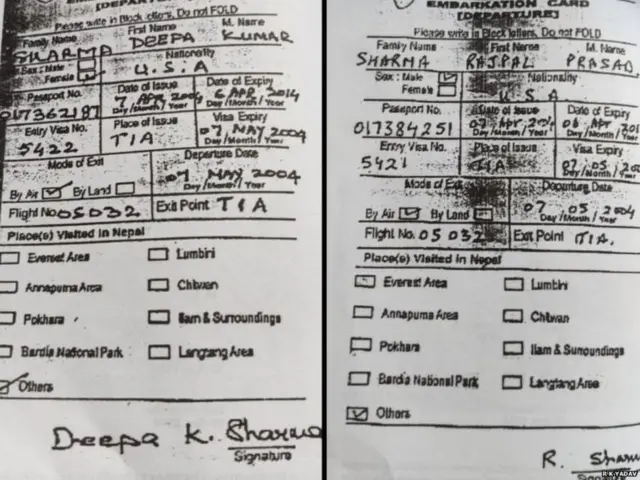 [DEPARTURE]
Please write in Block letters, Do not FOLD
Family Name First Name M. Name
SHARMA DEEPA KUMAR
Sex : Male Nationality
Female U.S.A
Passport No. Date of Issue Date of Expiry
017362187 7 APR 2004 6 APR 2014
Day/Month/Year Day/Month/Year
Entry Visa No. Place of Issue Visa Expiry
5422 TIA 07 MAY 2004
Day/Month/Year
Mode of Exit Departure Date
07 MAY 2004
By Air By Land Day/Month/Year
Flight No 05032 Exit Point TIA
Place(s) Visited in Nepal
Everest Area Lumbini
Annapurna Area Chitwan
Pokhara Ilam & Surroundings
Bardia National Park Langtang Area
Others
Deepa K. Sharma
Signature
EMBARKATION CARD
[DEPARTURE]
Please write in Block letters, Do not FOLD
Family Name First Name M. Name
SHARMA RAJPAL PRASAD
Sex : Male Nationality
Female U.S.A
Passport No. Date of Issue Date of Expiry
017384251
Day/Month/Year Day/Month/
Entry Visa No. Place of Issue Visa Expiry
5421 TIA 07 05
Day/Month/Year
Mode of Exit Departure Date
07 05 2004
By Air By Land Day/Month/Year
Flight No. 05032 Exit Point TIA.
Place(s) Visited in Nepal
Everest Area Lumbini
Annapurna Area Chitwan
Pokhara Ilam & Surroundings
Bardia National Park Langtang Area
Others
R. Sharm
R K YADAV